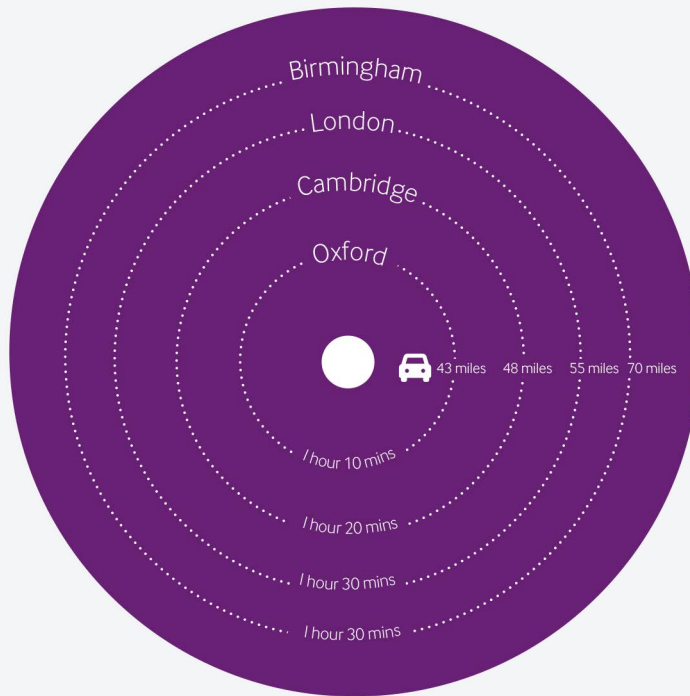 Birmingham
London
Cambridge
Oxford
43 miles 48 miles 55 miles 70 miles
1 hour 10 mins
1 hour 20 mins
1 hour 30 mins
1 hour 30 mins